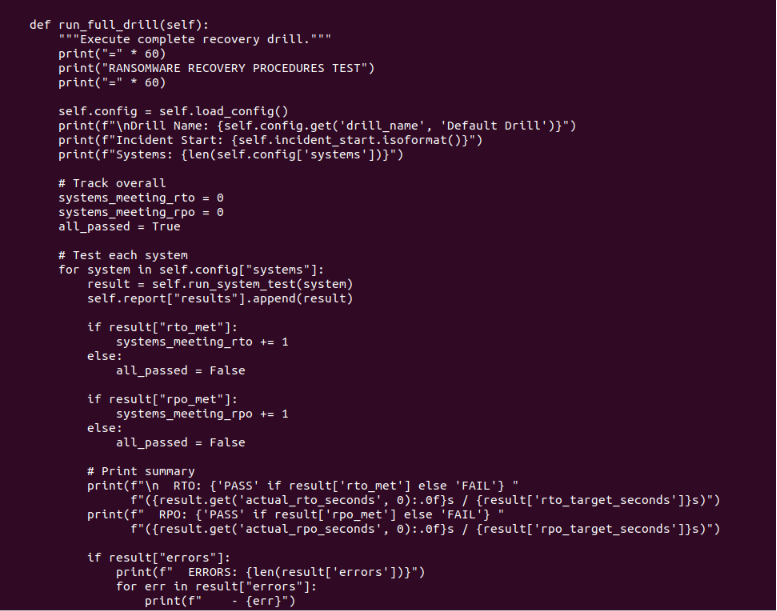 def run_full_drill(self):
    """Execute complete recovery drill."""
    print("=" * 60)
    print("RANSOMWARE RECOVERY PROCEDURES TEST")
    print("=" * 60)

    self.config = self.load_config()
    print(f"\nDrill Name: {self.config.get('drill_name', 'Default Drill')}")
    print(f"Incident Start: {self.incident_start.isoformat()}")
    print(f"Systems: {len(self.config['systems'])}")

    # Track overall
    systems_meeting_rto = 0
    systems_meeting_rpo = 0
    all_passed = True

    # Test each system
    for system in self.config["systems"]:
        result = self.run_system_test(system)
        self.report["results"].append(result)

        if result["rto_met"]:
            systems_meeting_rto += 1
        else:
            all_passed = False

        if result["rpo_met"]:
            systems_meeting_rpo += 1
        else:
            all_passed = False

        # Print summary
        print(f"\n  RTO: {'PASS' if result['rto_met'] else 'FAIL'} "
              f"({result.get('actual_rto_seconds', 0):.0f}s / {result['rto_target_seconds']}s)")
        print(f"  RPO: {'PASS' if result['rpo_met'] else 'FAIL'} "
              f"({result.get('actual_rpo_seconds', 0):.0f}s / {result['rpo_target_seconds']}s)")

        if result["errors"]:
            print(f"  ERRORS: {len(result['errors'])}")
            for err in result["errors"]:
                print(f"    - {err}")